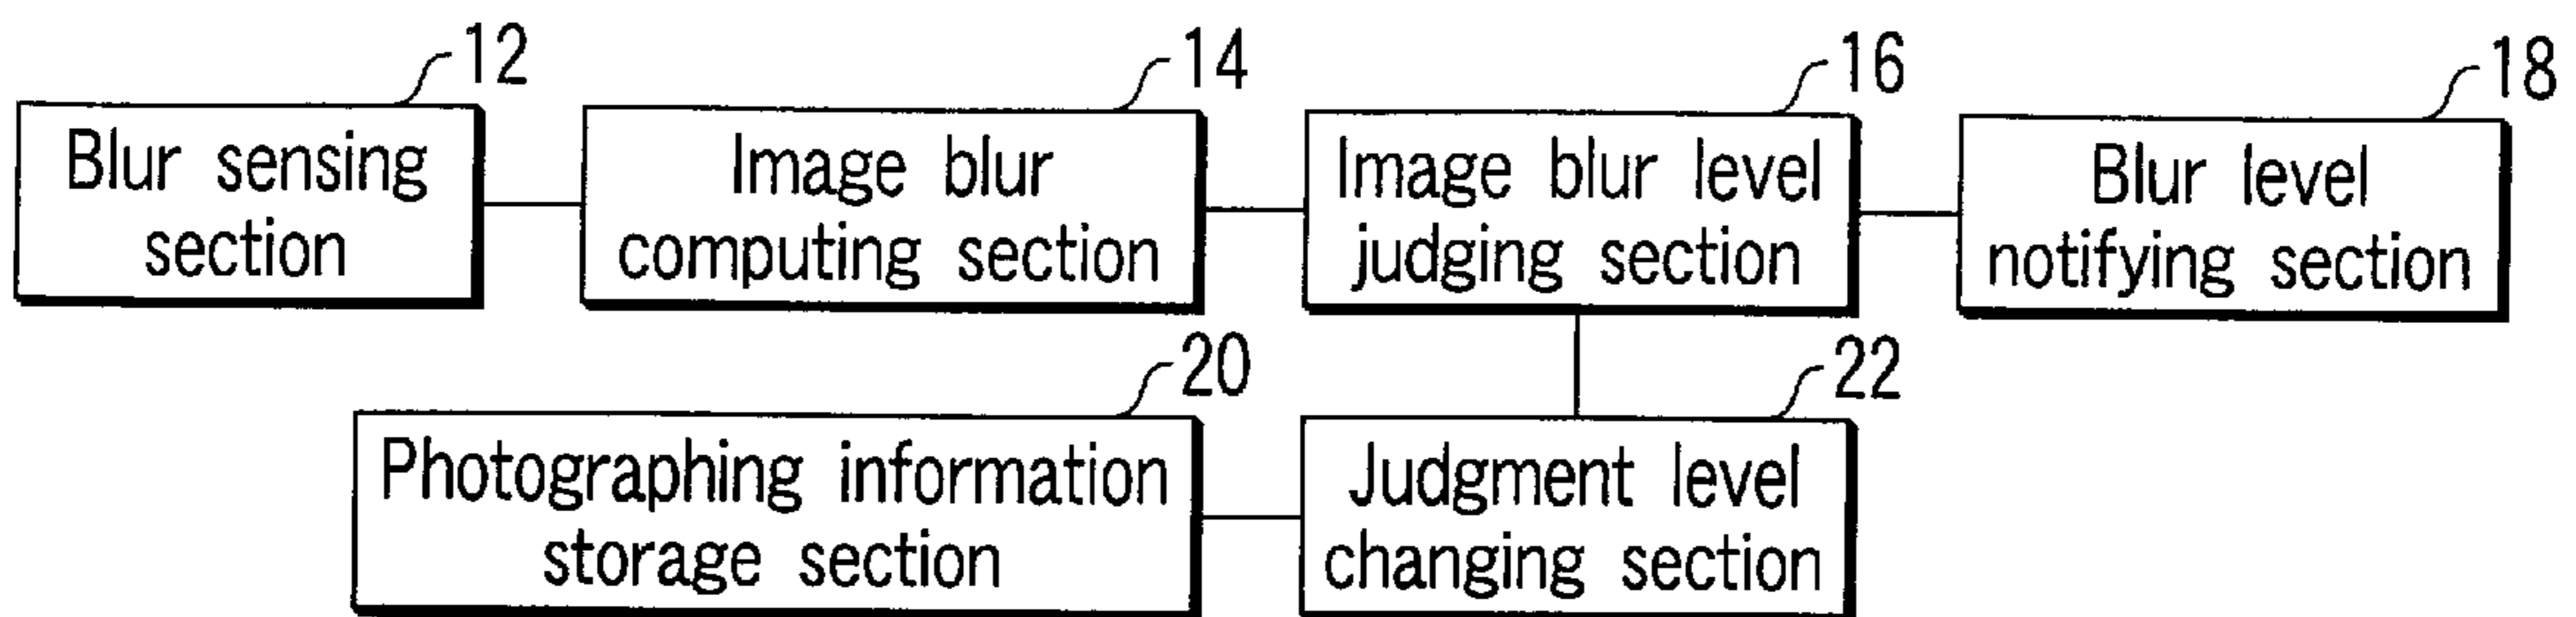 12
Blur sensing
section
14
Image blur
computing section
16
Image blur level
judging section
18
Blur level
notifying section
20
Photographing information
storage section
22
Judgment level
changing section